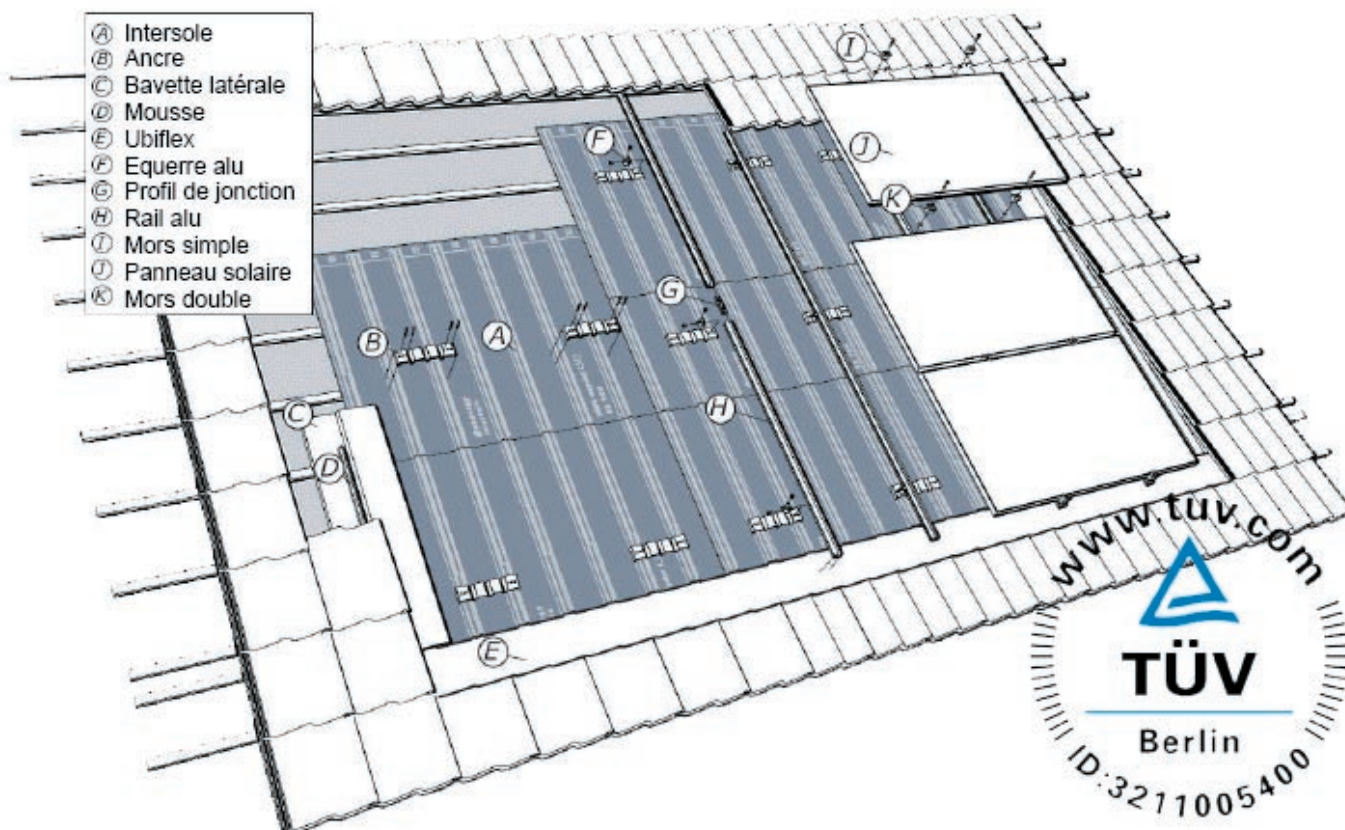 A Intersole
B Ancre
C Bavette latérale
D Mousse
E Ubiflex
F Equerre alu
G Profil de jonction
H Rail alu
I Mors simple
J Panneau solaire
K Mors double
I
F
J
K
G
B
A
C
H
D
E
www.tuv.com
TÜV
Berlin
ID:3211005400